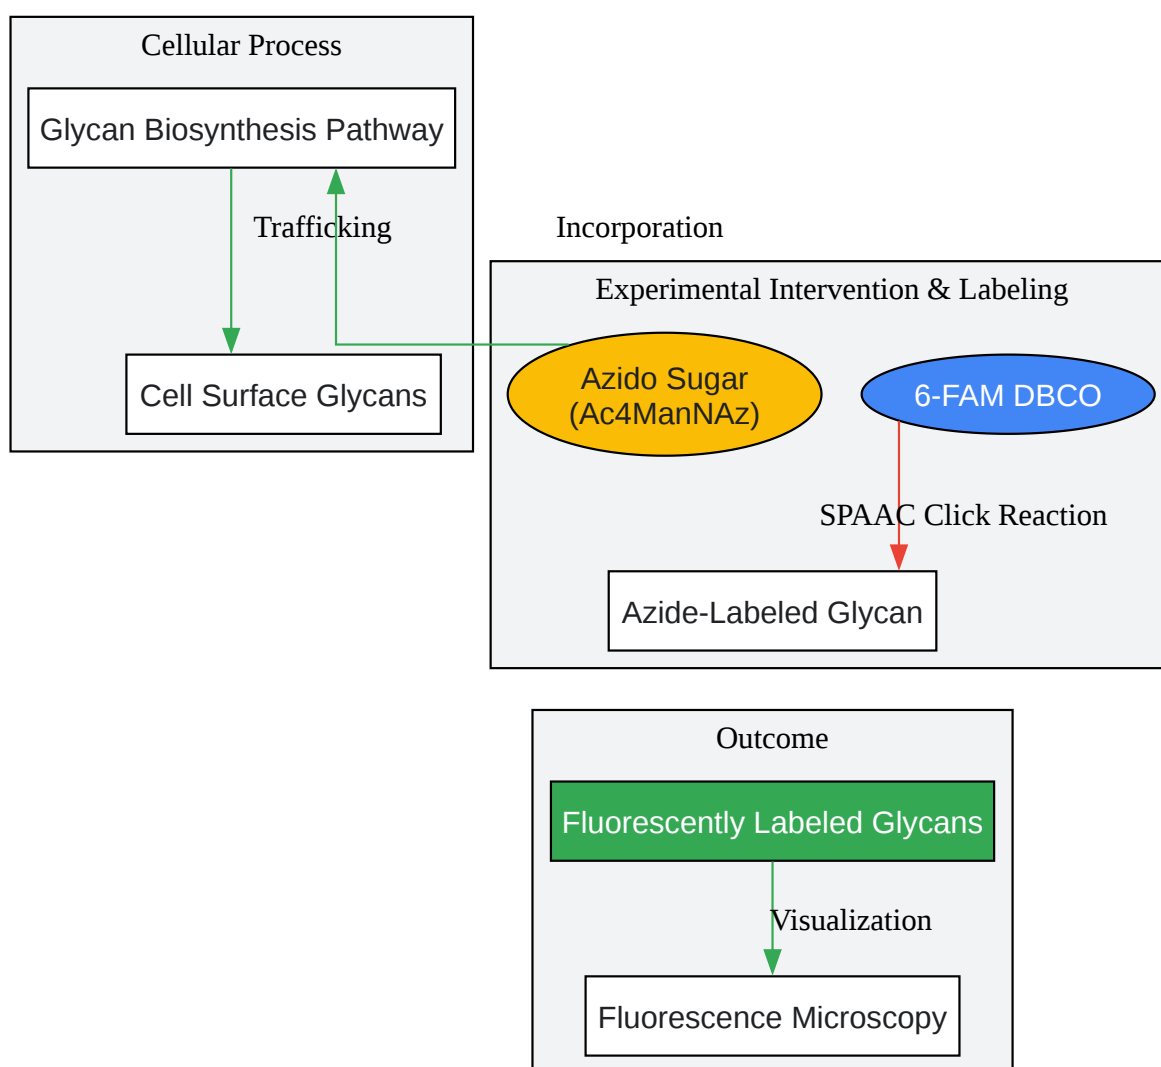 Cellular Process
Glycan Biosynthesis Pathway
Trafficking
Incorporation
Cell Surface Glycans
Experimental Intervention & Labeling
Azido Sugar
(Ac4ManNAz)
6-FAM DBCO
SPAAC Click Reaction
Azide-Labeled Glycan
Outcome
Fluorescently Labeled Glycans
Visualization
Fluorescence Microscopy